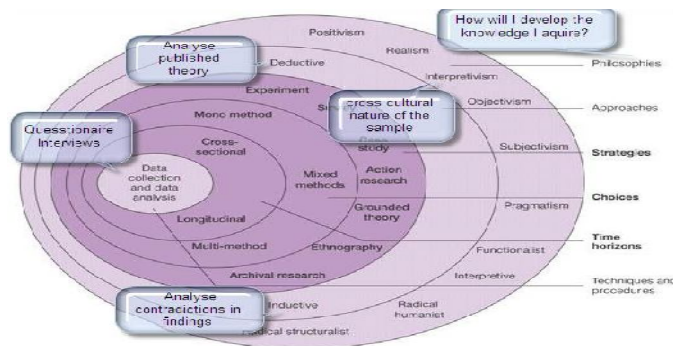 How will I develop the
knowledge I aquire?
Positivism
Analyse
published
theory
Realism
Deductive
Philosophies
Interpretivism
Experiment
cross cultural
nature of the
sample
Objectivism
Approaches
Mono method
Quesstionaire
Interviews
Cross-
sectional
study
Subjectivism
Strategies
Data
collection
and data
analysis
Mixed
methods
Action
research
Choices
Grounded
theory
Pragmatism
Longitudinal
Time
horizons
Multi-method
Ethnography
Functionalist
Archival research
Interpretive
Techniques and
procedures
Analyse
contradictions in
findings
Inductive
Radical
humanist
structuralist